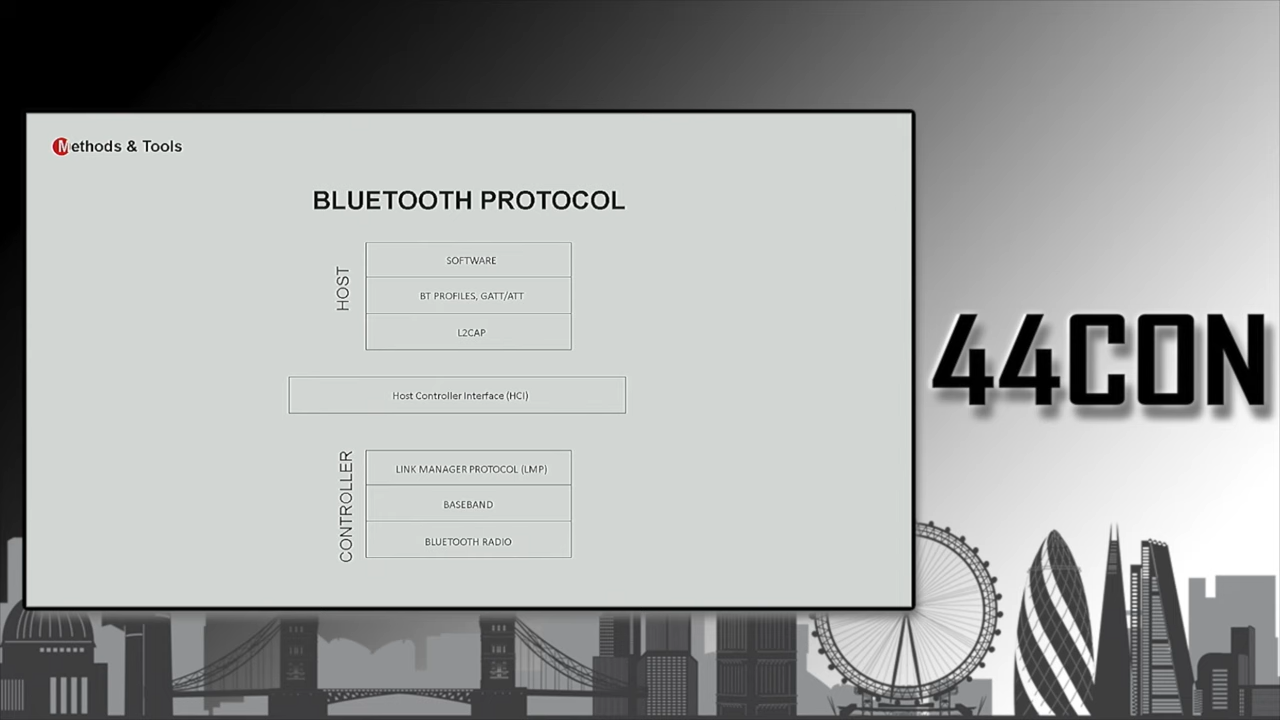 Methods & Tools
BLUETOOTH PROTOCOL
HOST
SOFTWARE
BT PROFILES, GATT/ATT
L2CAP
Host Controller Interface (HCI)
CONTROLLER
LINK MANAGER PROTOCOL (LMP)
BASEBAND
BLUETOOTH RADIO
44CON